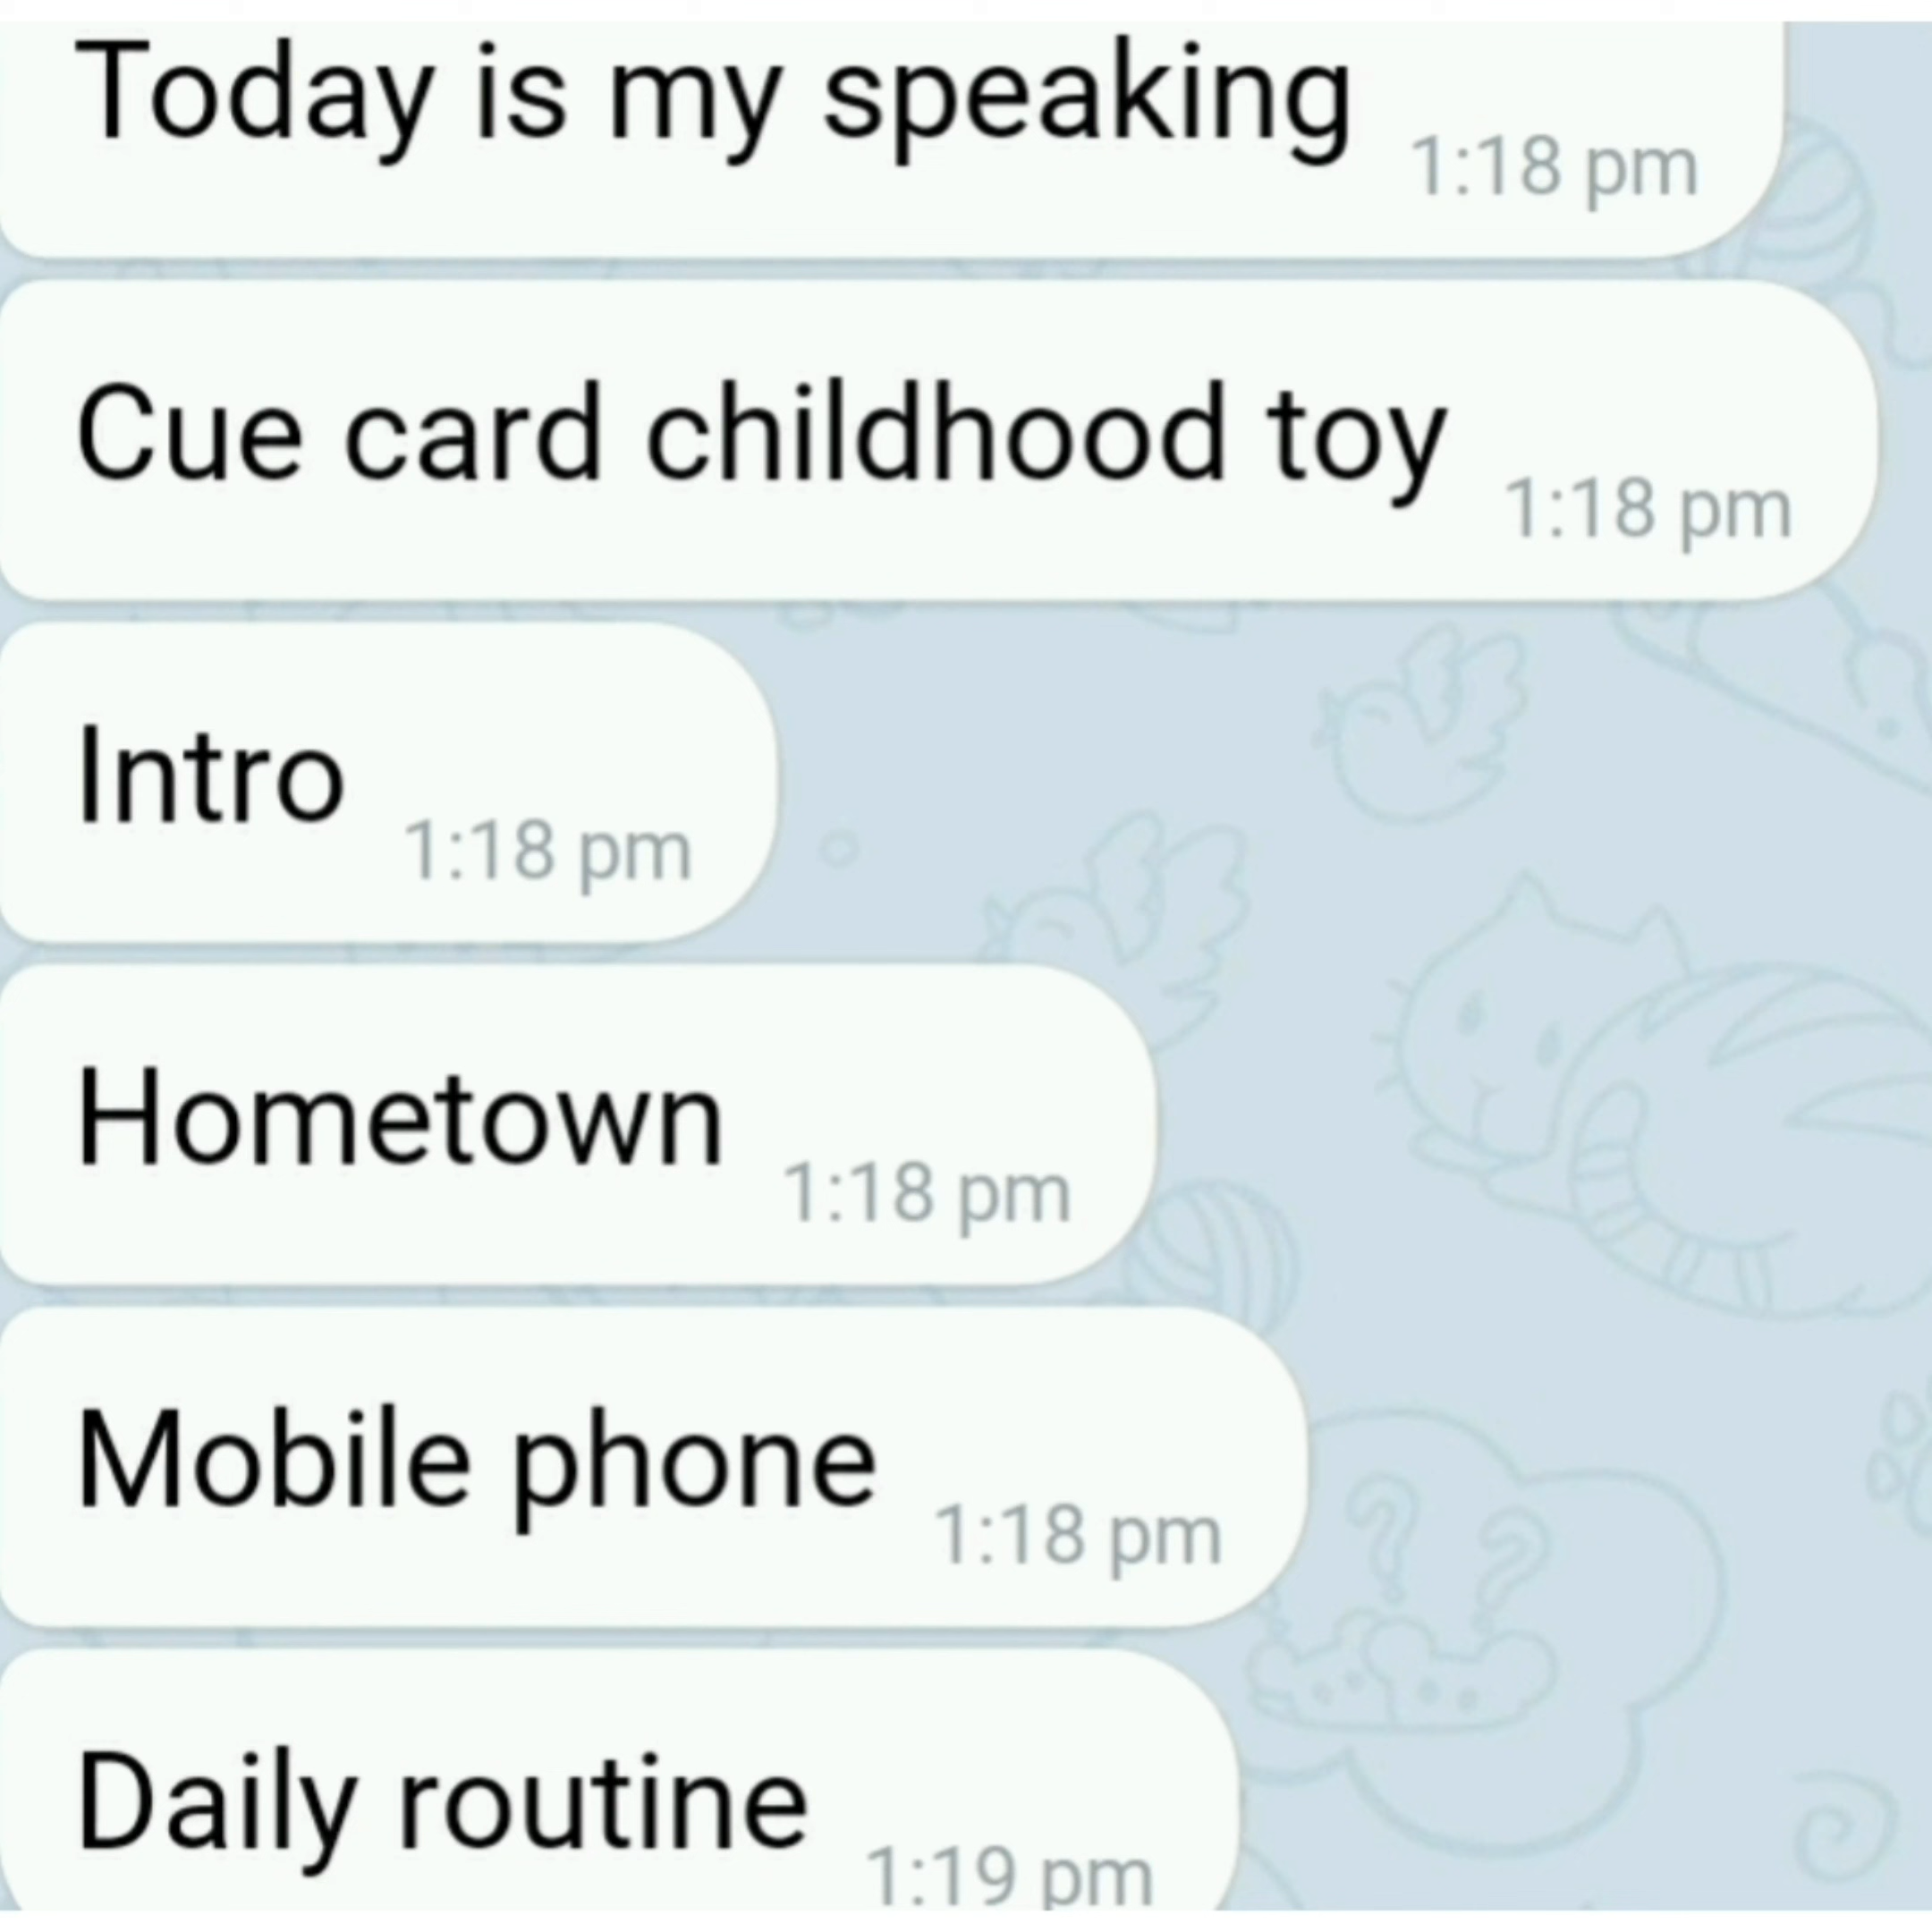 Today is my speaking
1:18 pm
Cue card childhood toy
1:18 pm
Intro
1:18 pm
Hometown
1:18 pm
Mobile phone
1:18 pm
Daily routine
1:19 pm